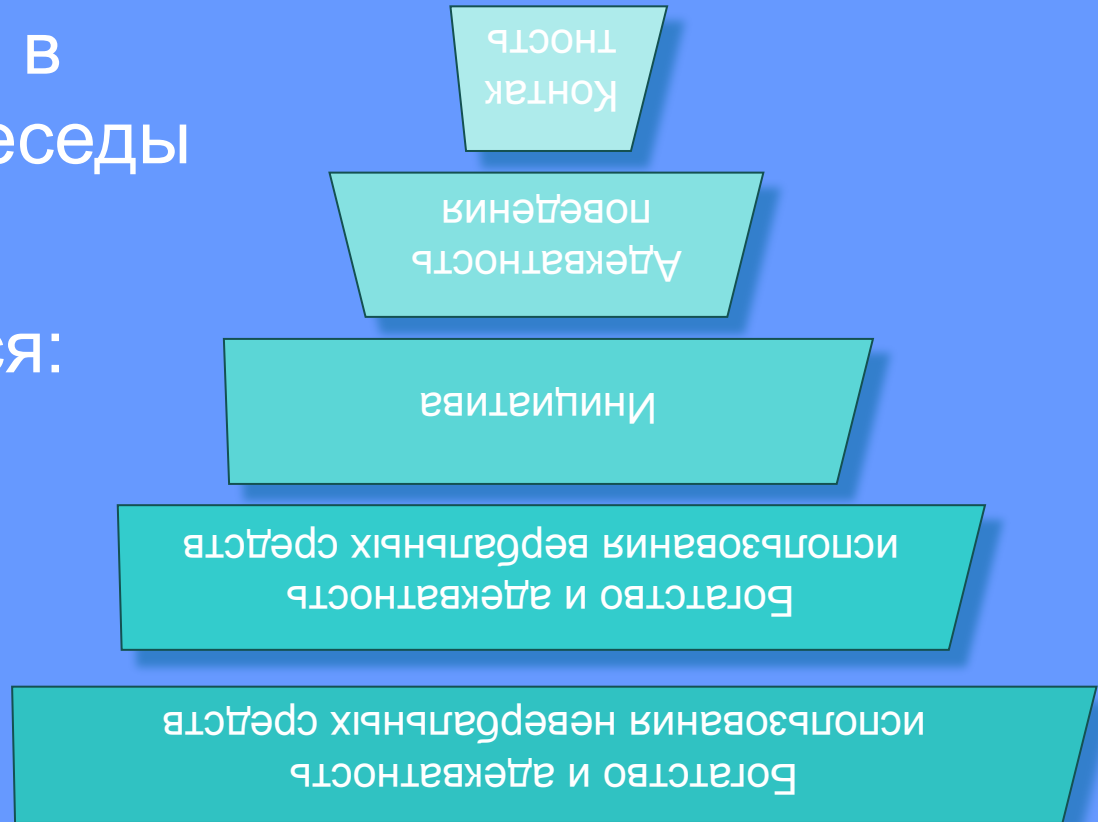 в
еседы
ся:
Контак
тность
Адекватность
поведения
Инициатива
Богатство и адекватность
использования вербальных средств
Богатство и адекватность
использования невербальных средств